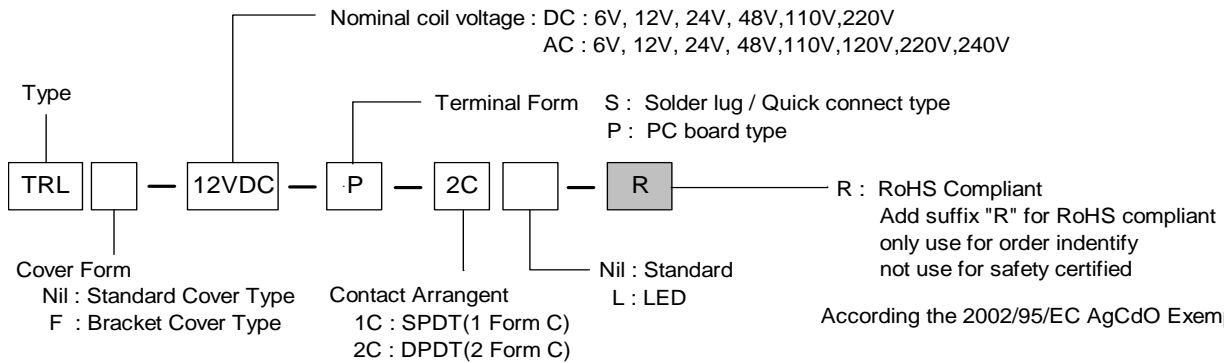 Nominal coil voltage : DC : 6V, 12V, 24V, 48V,110V,220V
AC : 6V, 12V, 24V, 48V,110V,120V,220V,240V
Type
Terminal Form S : Solder lug / Quick connect type
P : PC board type
TRL — 12VDC — P — 2C — R
R : RoHS Compliant
Add suffix "R" for RoHS compliant
only use for order indentify
not use for safety certified
Cover Form
Nil : Standard Cover Type
F : Bracket Cover Type
Contact Arrangent
1C : SPDT(1 Form C)
2C : DPDT(2 Form C)
Nil : Standard
L : LED
According the 2002/95/EC AgCdO Exem